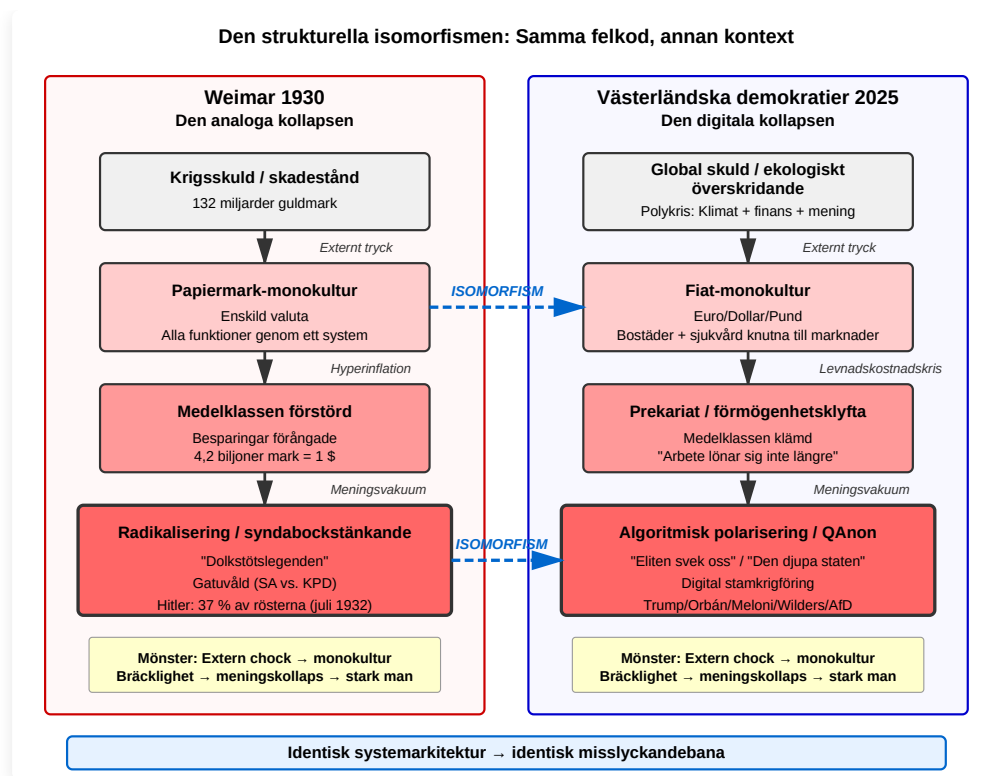 Den strukturella isomorfismen: Samma felkod, annan kontext
Weimar 1930
Den analoga kollapsen
Krigsskuld / skadestånd
132 miljarder guldmark
Externt tryck
Papiermark-monokultur
Enskild valuta
Alla funktioner genom ett system
Hyperinflation
Medelklassen förstörd
Besparingar förångade
4,2 biljoner mark = 1 $
Meningsvakuum
Radikalisering / syndabockstänkande
"Dolkstötslegenden"
Gatuvåld (SA vs. KPD)
Hitler: 37 % av rösterna (juli 1932)
Mönster: Extern chock → monokultur
Bräcklighet → meningskollaps → stark man
ISOMORFISM
ISOMORFISM
Västerländska demokratier 2025
Den digitala kollapsen
Global skuld / ekologiskt
överskridande
Polykris: Klimat + finans + mening
Externt tryck
Fiat-monokultur
Euro/Dollar/Pund
Bostäder + sjukvård knutna till marknader
Levnadskostnadskris
Prekariat / förmögenhetsklyfta
Medelklassen klämd
"Arbete lönar sig inte längre"
Meningsvakuum
Algoritmisk polarisering / QAnon
"Eliten svek oss" / "Den djupa staten"
Digital stamkrigföring
Trump/Orbán/Meloni/Wilders/AfD
Mönster: Extern chock → monokultur
Bräcklighet → meningskollaps → stark man
Identisk systemarkitektur → identisk misslyckandebana